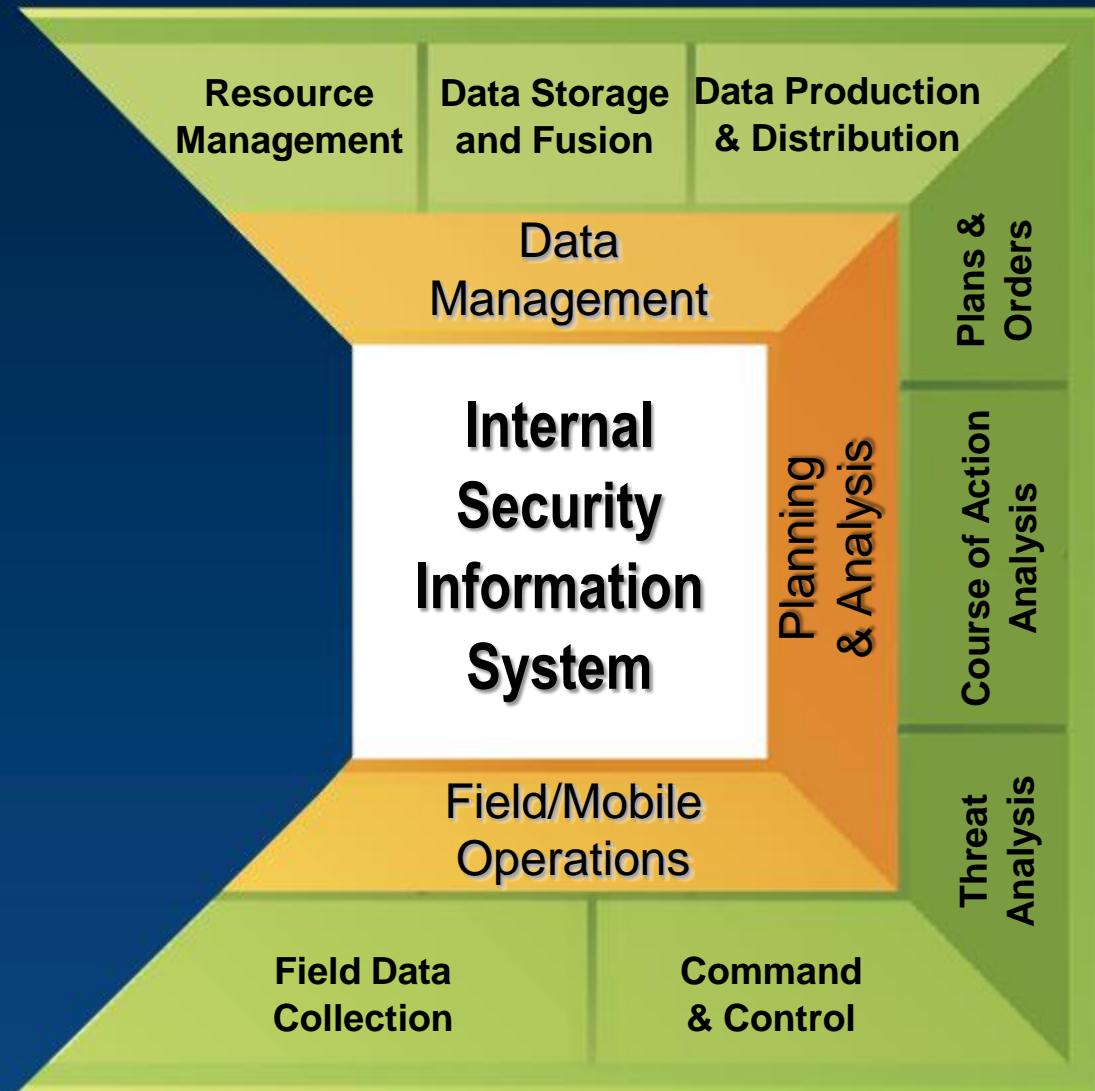 Resource
Management
Data Storage
and Fusion
Data Production
& Distribution
Data
Management
Plans &
Orders
Internal
Security
Information
System
Planning
& Analysis
Course of Action
Analysis
Field/Mobile
Operations
Threat
Analysis
Field Data
Collection
Command
& Control